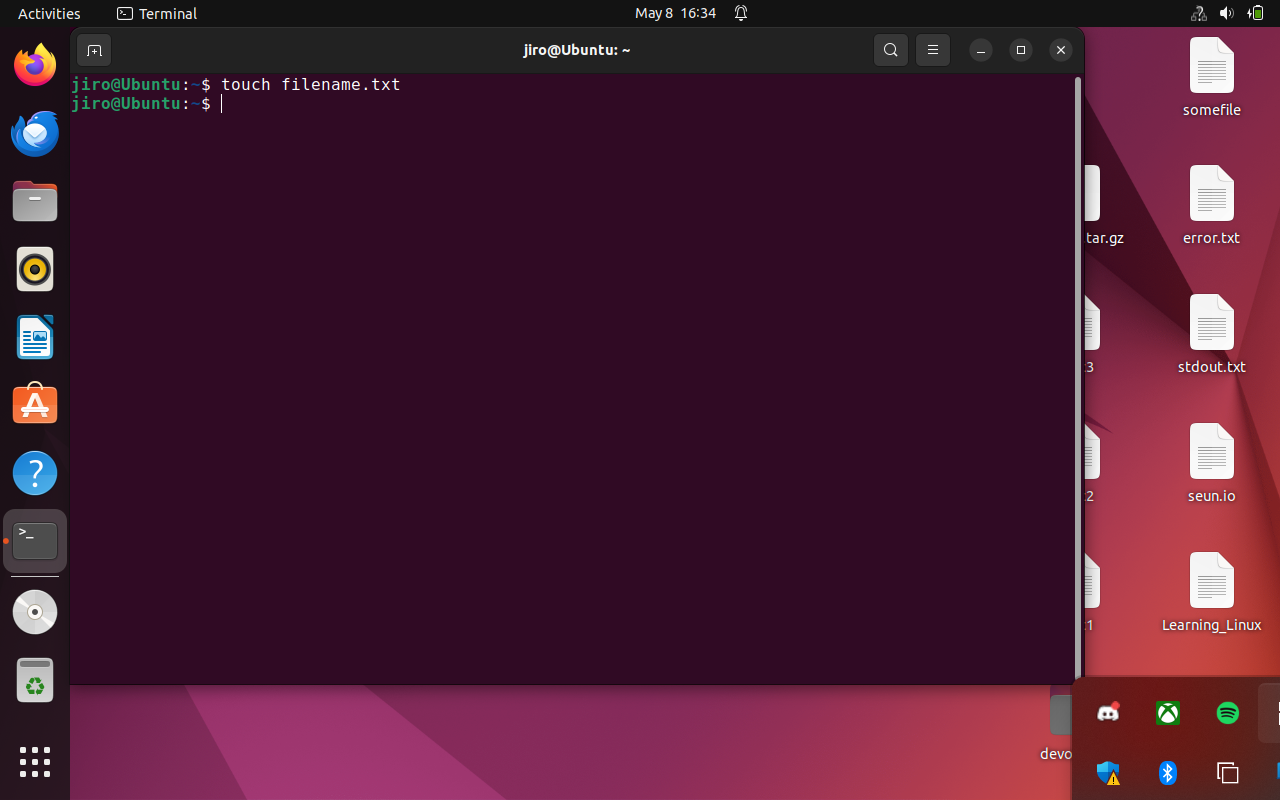 Activities
Terminal
May 8 16:34
jiro@Ubuntu: ~
jiro@Ubuntu:~$ touch filename.txt
jiro@Ubuntu:~$
somefile
tar.gz
error.txt
3
stdout.txt
2
seun.io
1
Learning_Linux
devo